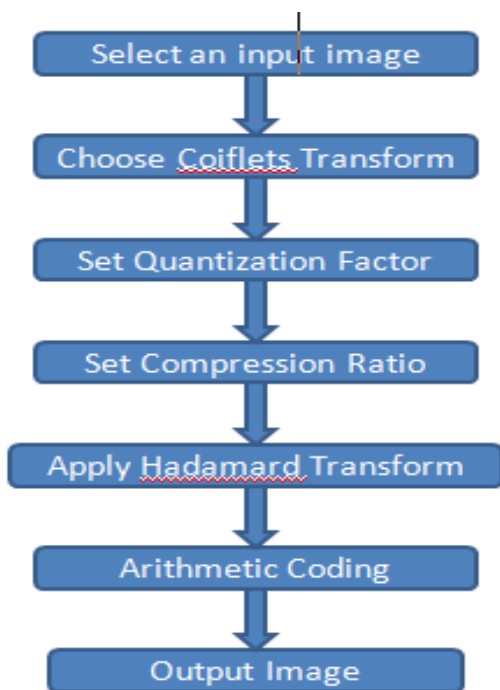 Select an input image
Choose Coiflets Transform
Set Quantization Factor
Set Compression Ratio
Apply Hadamard Transform
Arithmetic Coding
Output Image